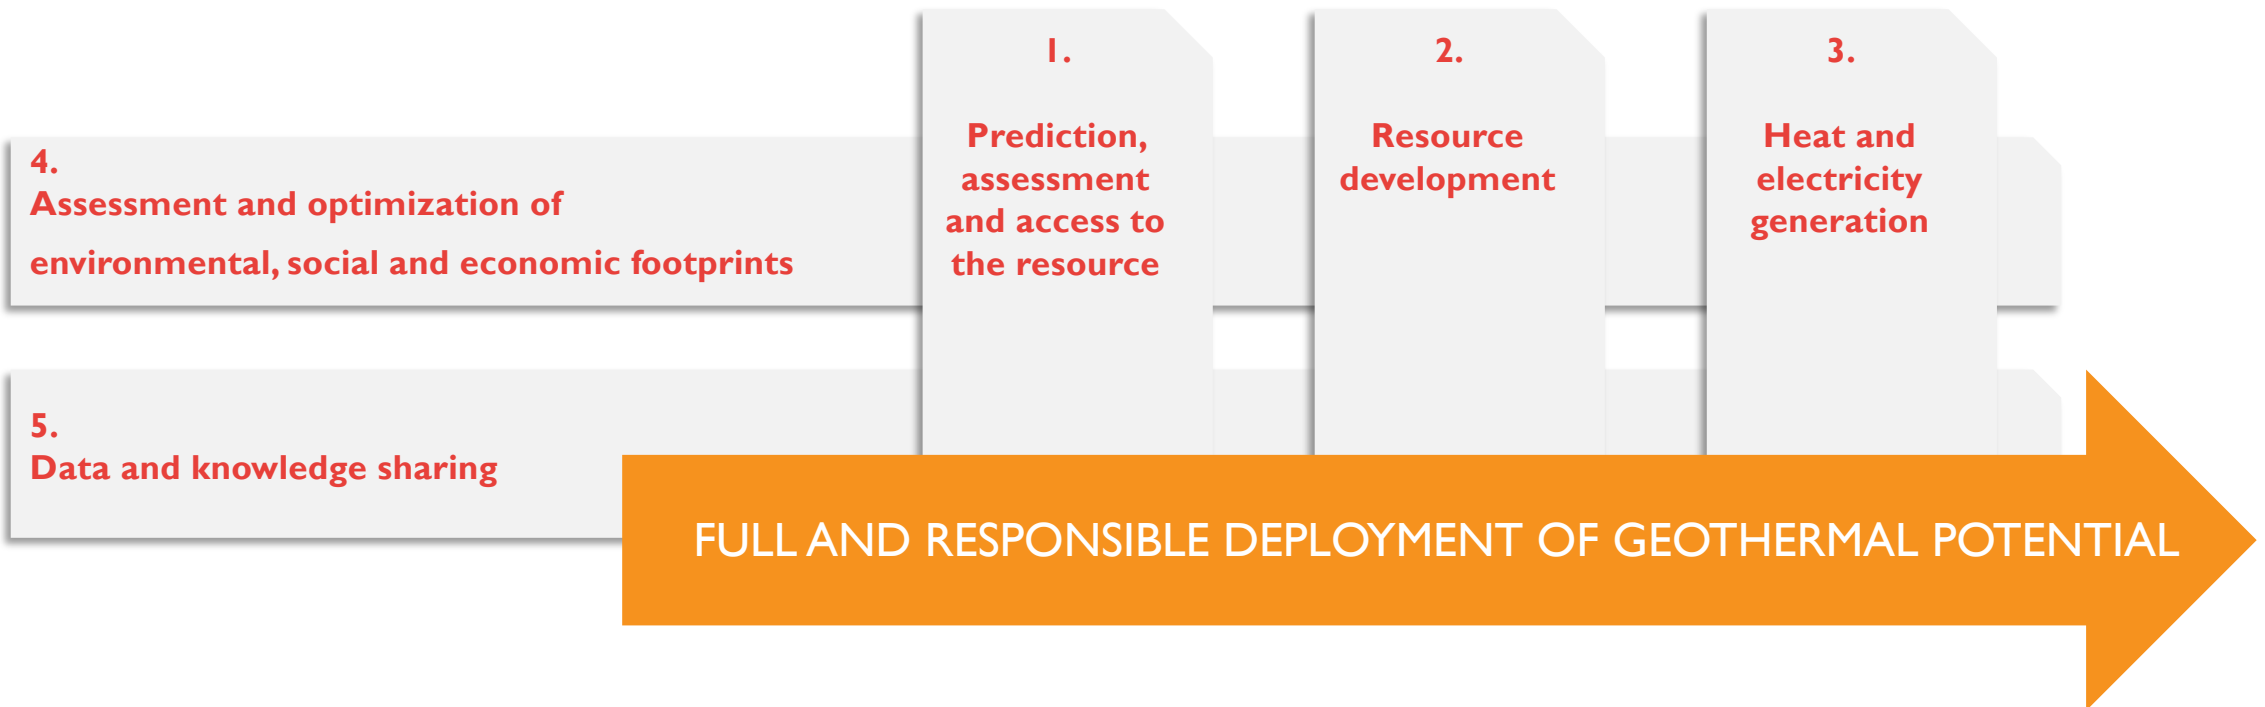 1.
Prediction,
assessment
and access to
the resource
2.
Resource
development
3.
Heat and
electricity
generation
4.
Assessment and optimization of
environmental, social and economic footprints
5.
Data and knowledge sharing
FULL AND RESPONSIBLE DEPLOYMENT OF GEOTHERMAL POTENTIAL